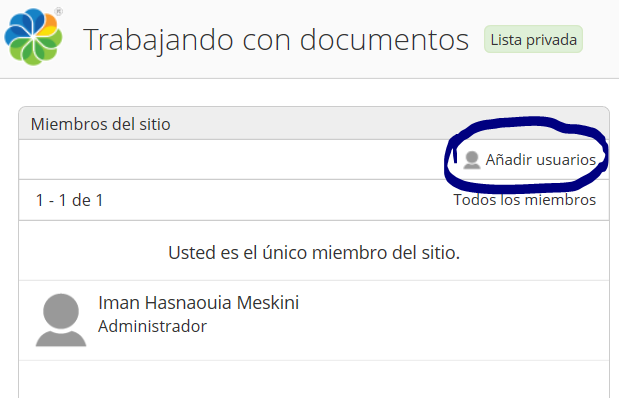 Trabajando con documentos Lista privada
Miembros del sitio
Añadir usuarios
1 - 1 de 1 Todos los miembros
Usted es el único miembro del sitio.
Iman Hasnaouia Meskini
Administrador